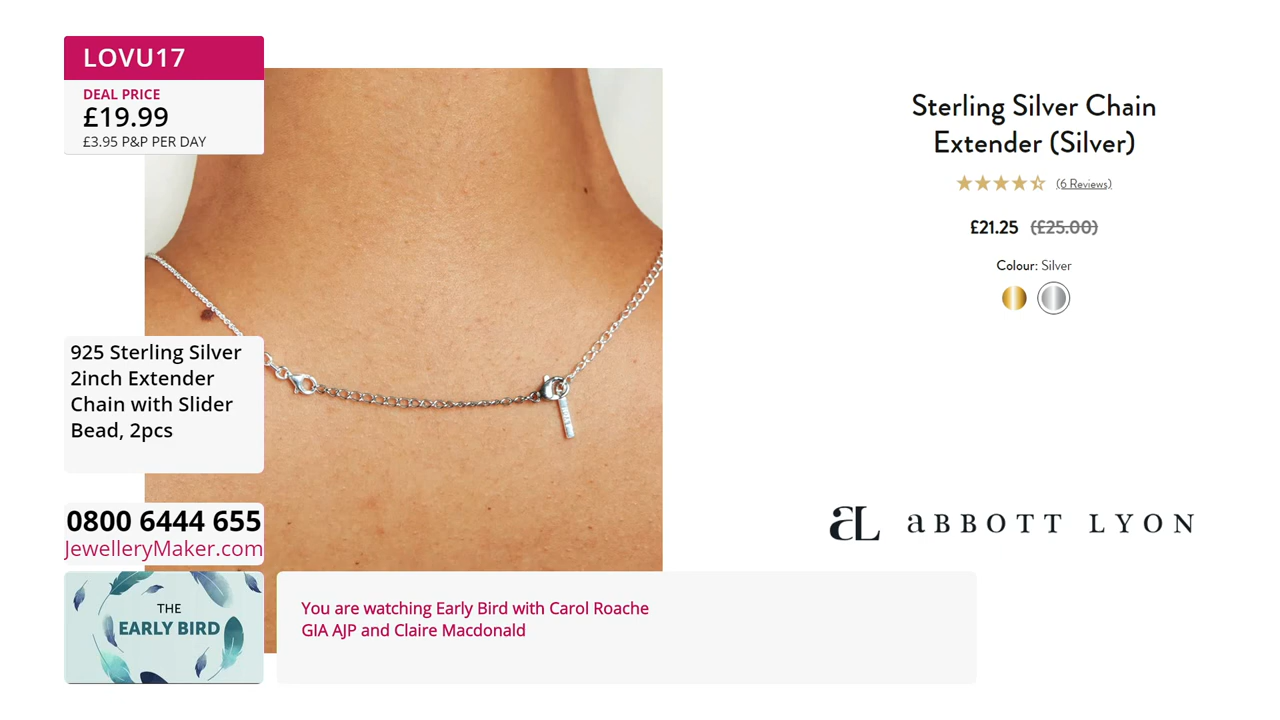 LOVU17
DEAL PRICE
£19.99
£3.95 P&P PER DAY
Sterling Silver Chain
Extender (Silver)
(6 Reviews)
£21.25 (£25.00)
Colour: Silver
925 Sterling Silver
2inch Extender
Chain with Slider
Bead, 2pcs
0800 6444 655
JewelleryMaker.com
THE
EARLY BIRD
You are watching Early Bird with Carol Roache
GIA AJP and Claire Macdonald
aL ABBOTT LYON